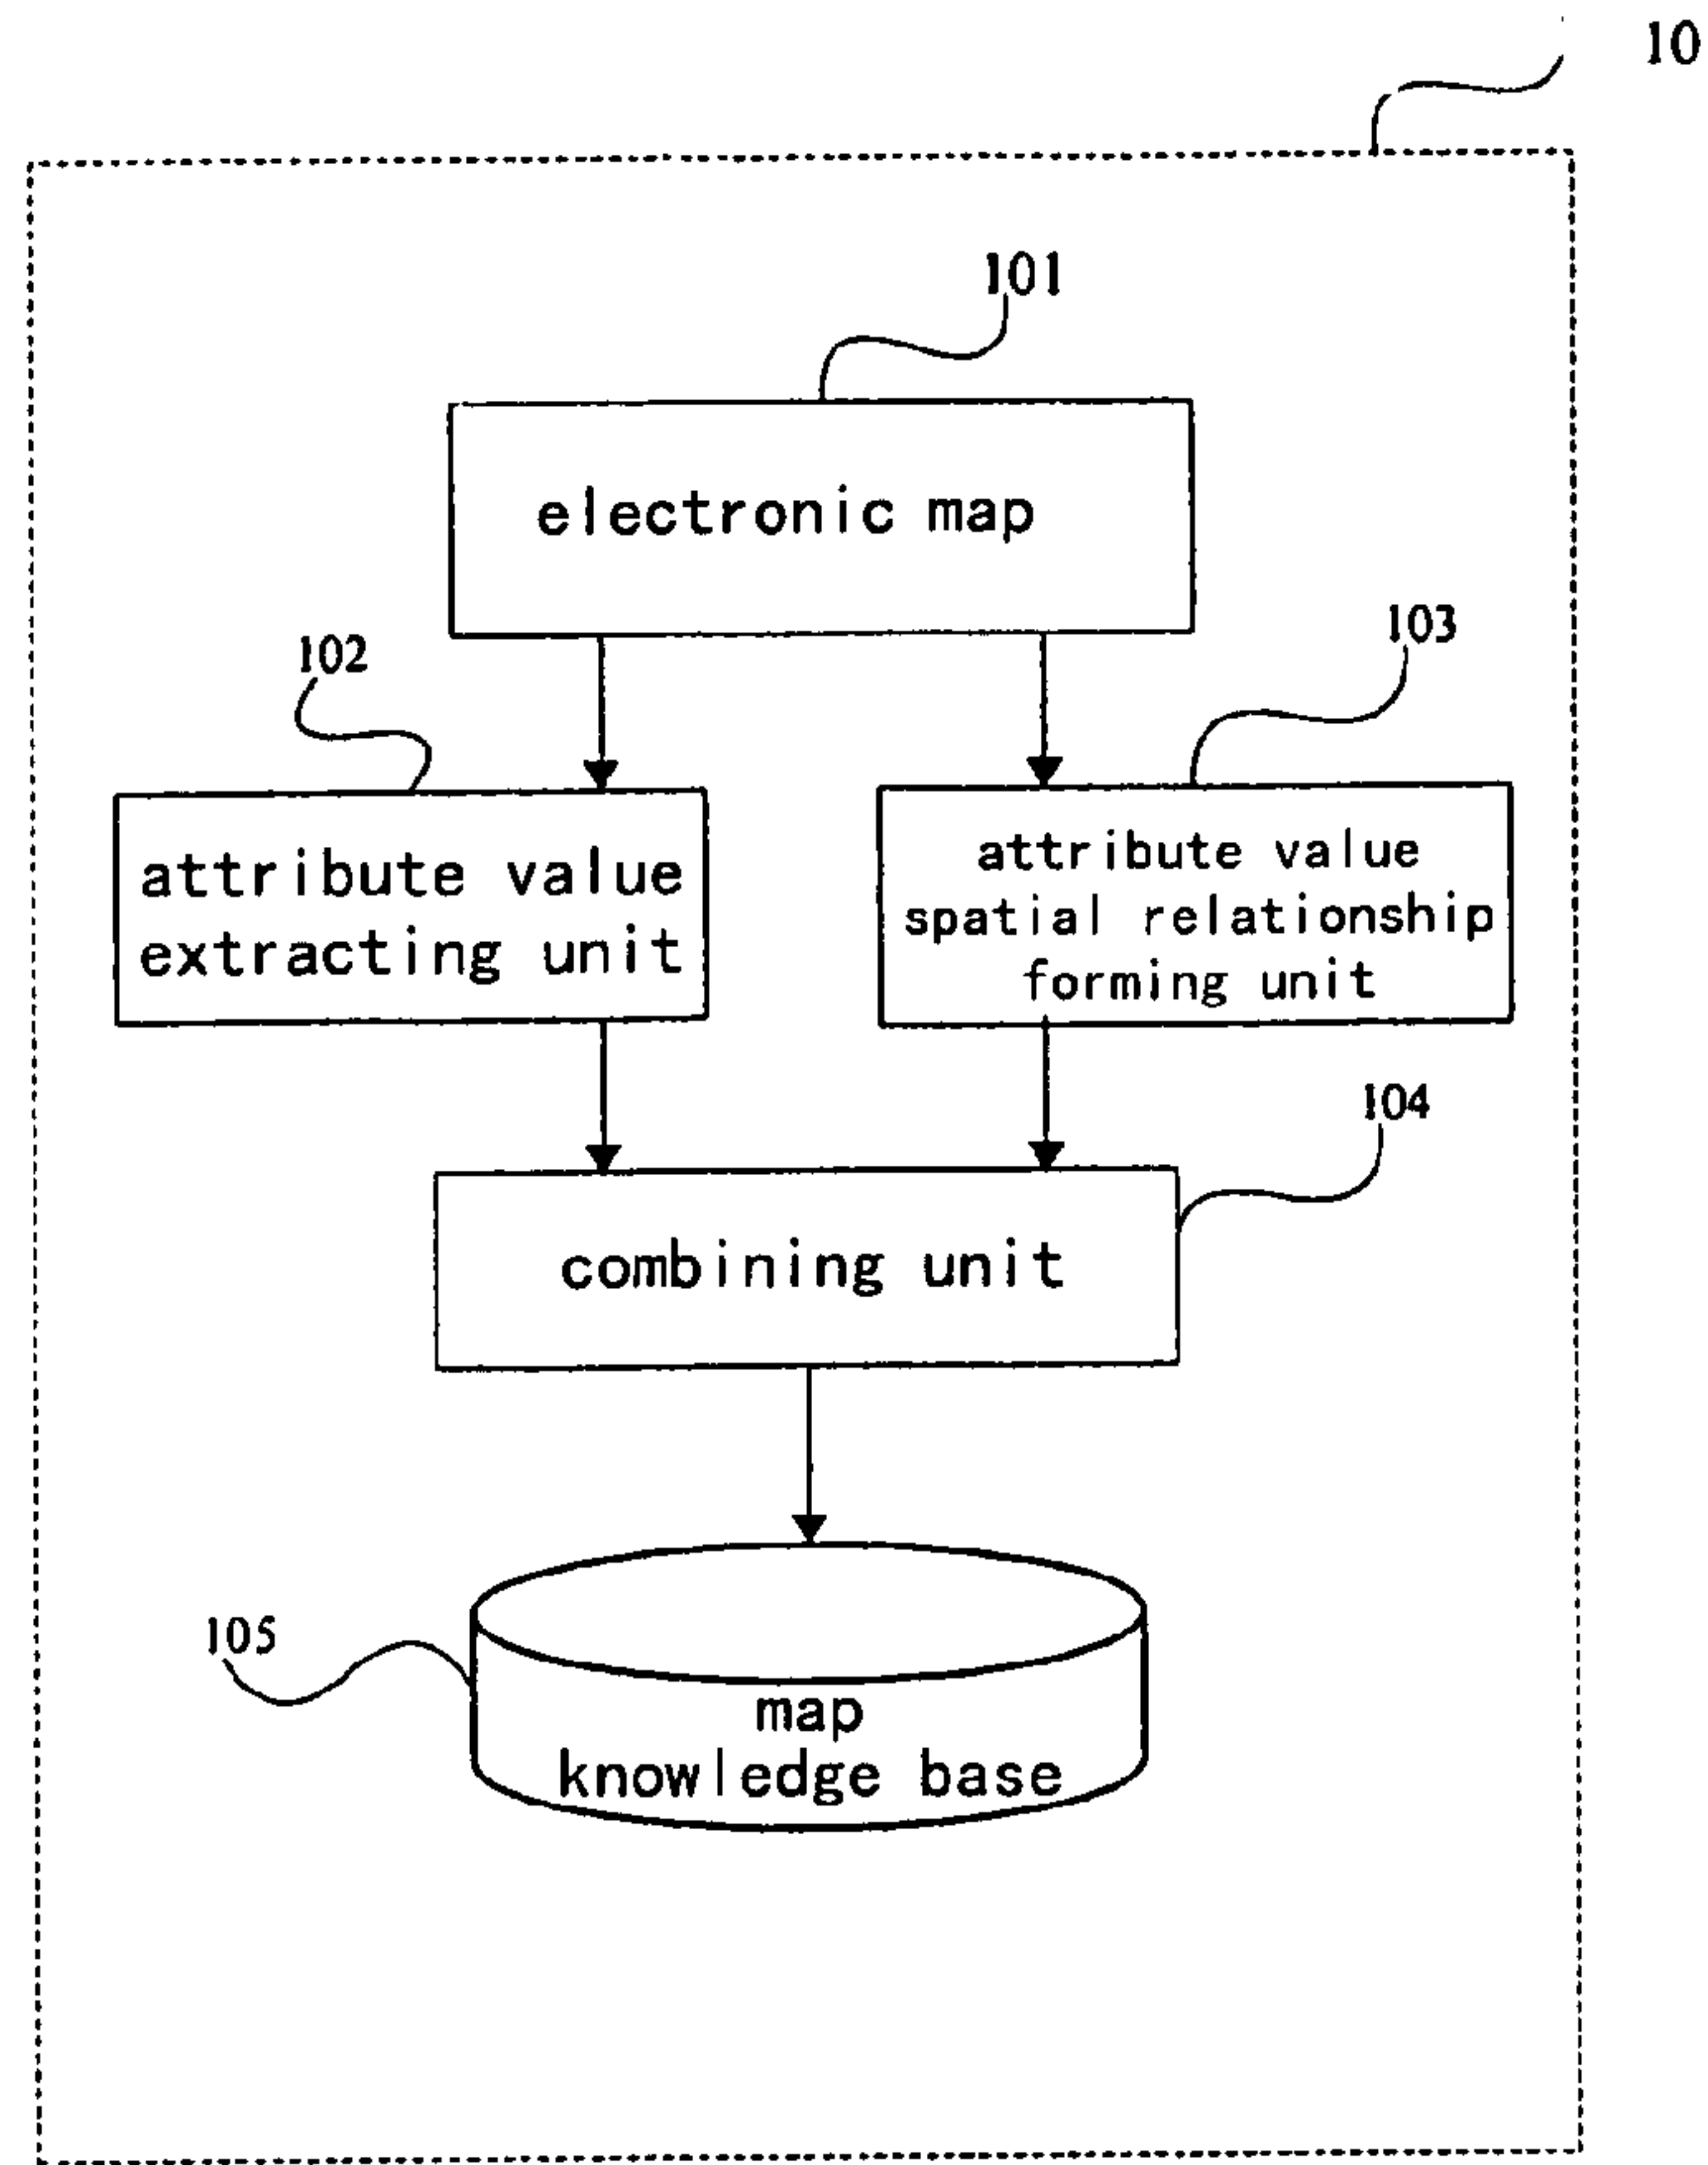 10
101
electronic map
102
103
attribute value
extracting unit
attribute value
spatial relationship
forming unit
104
combining unit
105
map
knowledge base